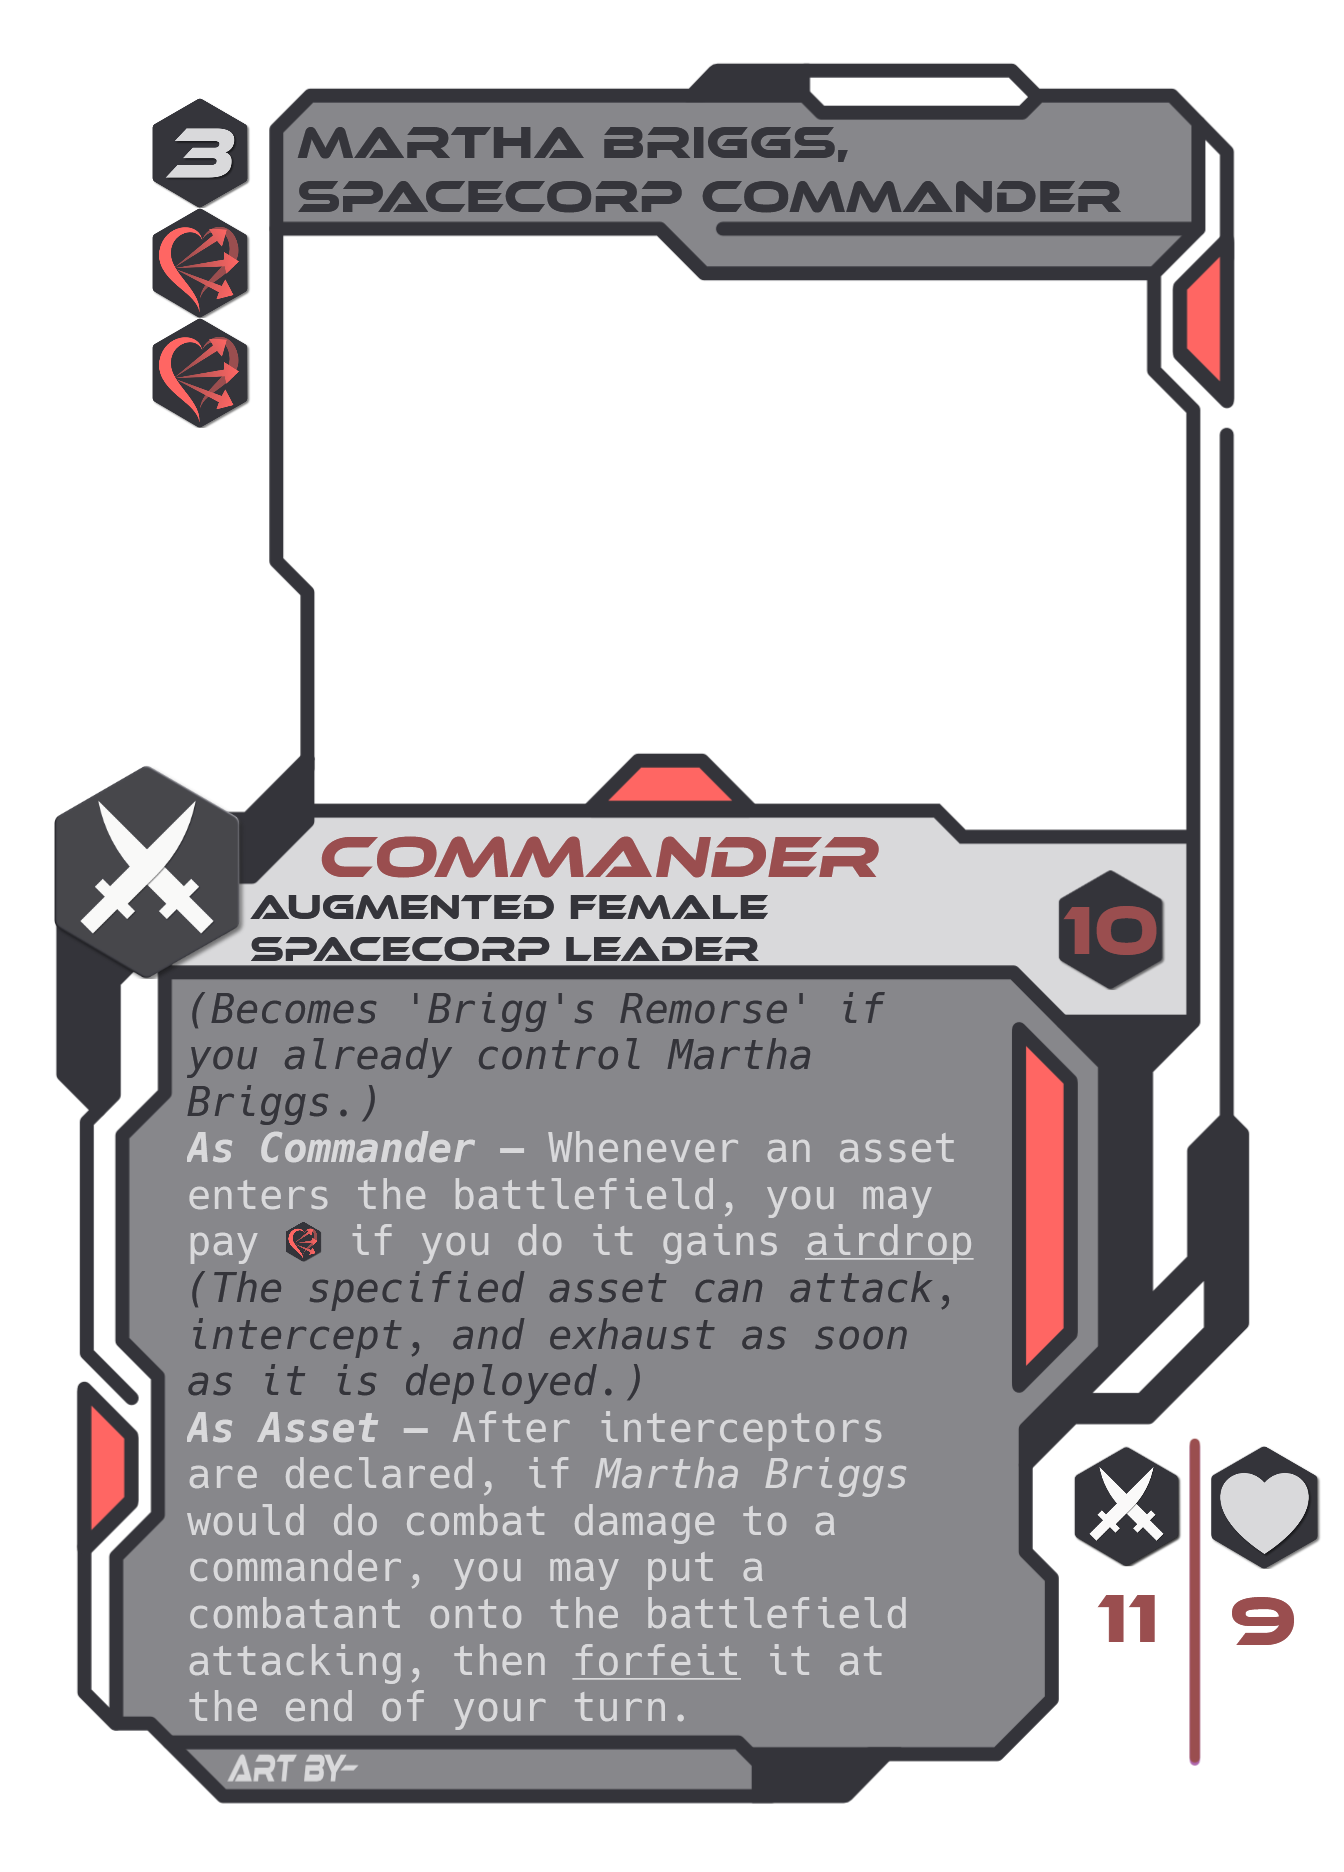 3
MARTHA BRIGGS,
SPACECORP COMMANDER
COMMANDER
AUGMENTED FEMALE
SPACECORP LEADER
10
(Becomes 'Brigg's Remorse' if
you already control Martha
Briggs.)
As Commander – Whenever an asset
enters the battlefield, you may
pay if you do it gains airdrop
(The specified asset can attack,
intercept, and exhaust as soon
as it is deployed.)
As Asset – After interceptors
are declared, if Martha Briggs
would do combat damage to a
commander, you may put a
combatant onto the battlefield
attacking, then forfeit it at
the end of your turn.
11
9
ART BY-